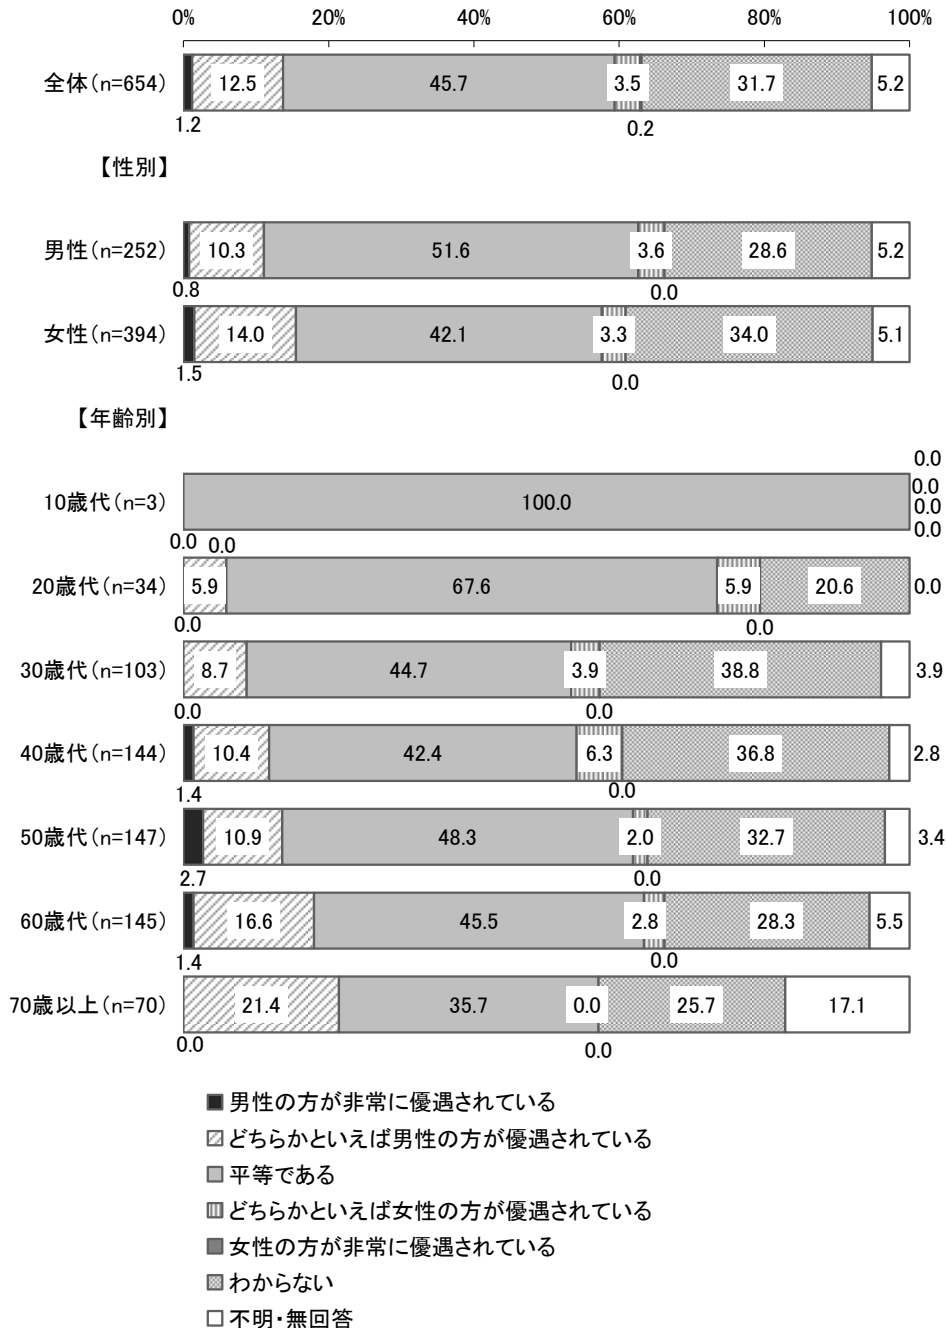 0% 20% 40% 60% 80% 100%
全体(n=654) 12.5 45.7 3.5 31.7 5.2
1.2 0.2
【性別】
男性(n=252) 10.3 51.6 3.6 28.6 5.2
0.8 0.0
女性(n=394) 14.0 42.1 3.3 34.0 5.1
1.5 0.0
【年齢別】
0.0
0.0
10歳代(n=3) 100.0 0.0
0.0
0.0 0.0
20歳代(n=34) 5.9 67.6 5.9 20.6 0.0
0.0 0.0
30歳代(n=103) 8.7 44.7 3.9 38.8 3.9
0.0 0.0
40歳代(n=144) 10.4 42.4 6.3 36.8 2.8
1.4 0.0
50歳代(n=147) 10.9 48.3 2.0 32.7 3.4
2.7 0.0
60歳代(n=145) 16.6 45.5 2.8 28.3 5.5
1.4 0.0
70歳以上(n=70) 21.4 35.7 0.0 25.7 17.1
0.0 0.0
男性の方が非常に優遇されている
どちらかといえば男性の方が優遇されている
平等である
どちらかといえば女性の方が優遇されている
女性の方が非常に優遇されている
わからない
不明・無回答